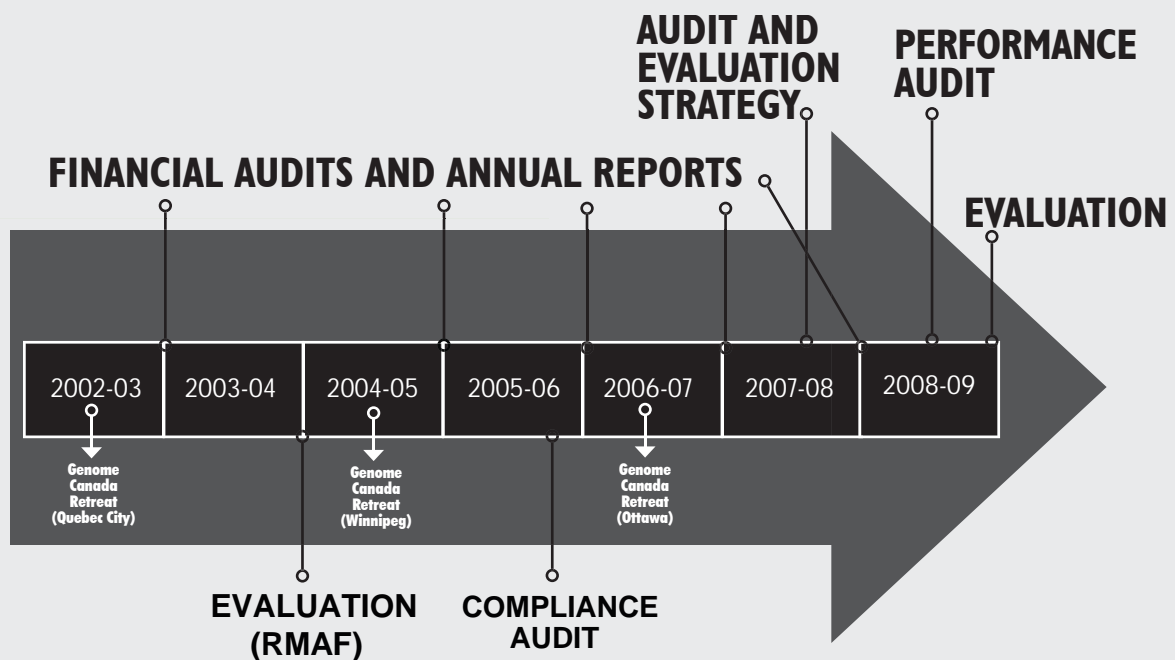 AUDIT AND
EVALUATION
STRATEGY
PERFORMANCE
AUDIT
FINANCIAL AUDITS AND ANNUAL REPORTS
EVALUATION
2002-03
2003-04
2004-05
2005-06
2006-07
2007-08
2008-09
Genome
Canada
Retreat
(Quebec City)
Genome
Canada
Retreat
(Winnipeg)
Genome
Canada
Retreat
(Ottawa)
EVALUATION
(RMAF)
COMPLIANCE
AUDIT